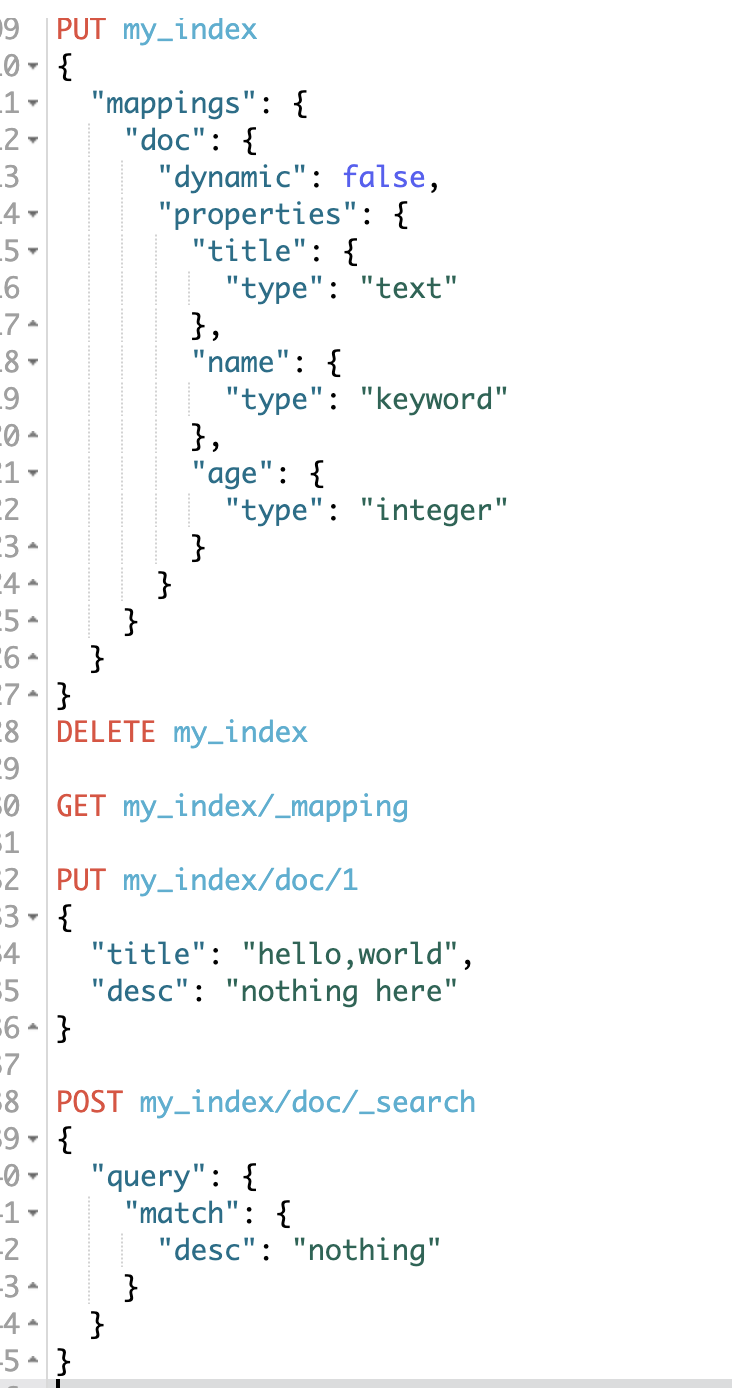 09 PUT my_index
10 {
11 "mappings": {
12 "doc": {
13 "dynamic": false,
14 "properties": {
15 "title": {
16 "type": "text"
17 },
18 "name": {
19 "type": "keyword"
20 },
21 "age": {
22 "type": "integer"
23 }
24 }
25 }
26 }
27 }
28 DELETE my_index
29
30 GET my_index/_mapping
31
32 PUT my_index/doc/1
33 {
34 "title": "hello,world",
35 "desc": "nothing here"
36 }
37
38 POST my_index/doc/_search
39 {
40 "query": {
41 "match": {
42 "desc": "nothing"
43 }
44 }
45 }